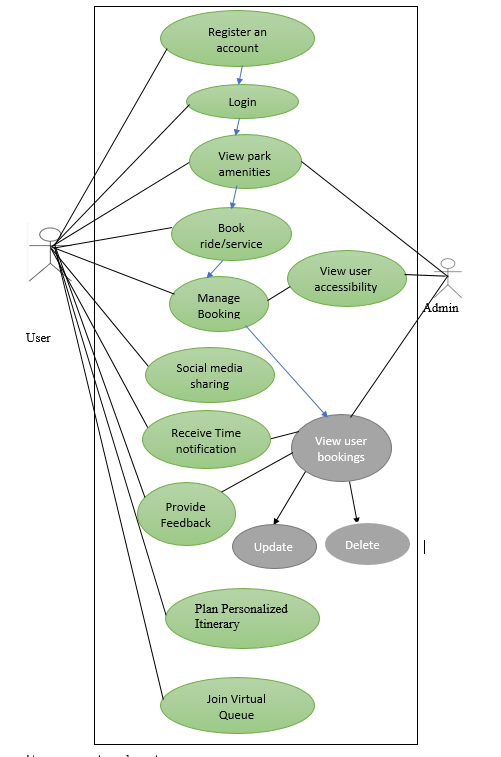 Register an
account
Login
View park
amenities
Book
ride/service
View user
accessibility
Manage
Booking
Admin
User
Social media
sharing
Receive Time
notification
View user
bookings
Provide
Feedback
Update
Delete
Plan Personalized
Itinerary
Join Virtual
Queue